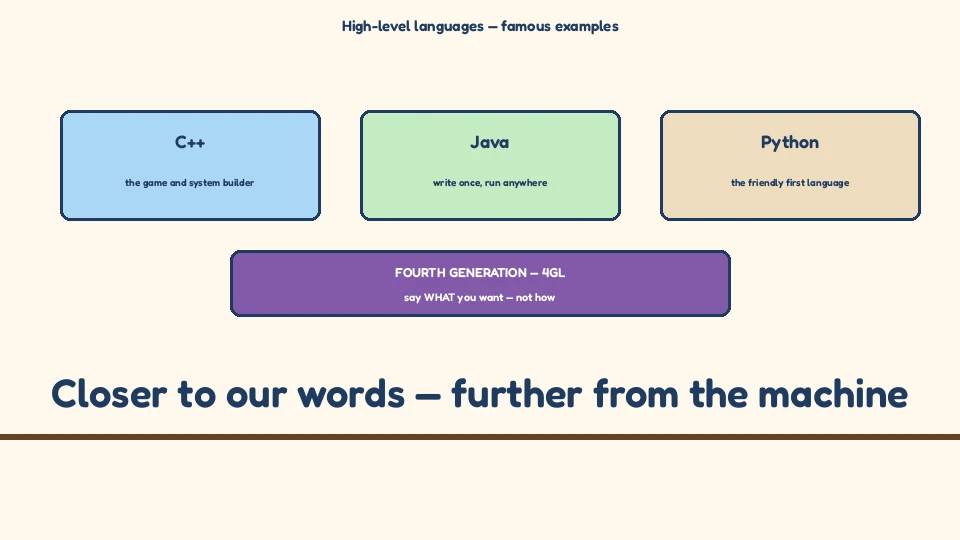 High-level languages — famous examples
C++
the game and system builder
Java
write once, run anywhere
Python
the friendly first language
FOURTH GENERATION — 4GL
say WHAT you want — not how
Closer to our words — further from the machine